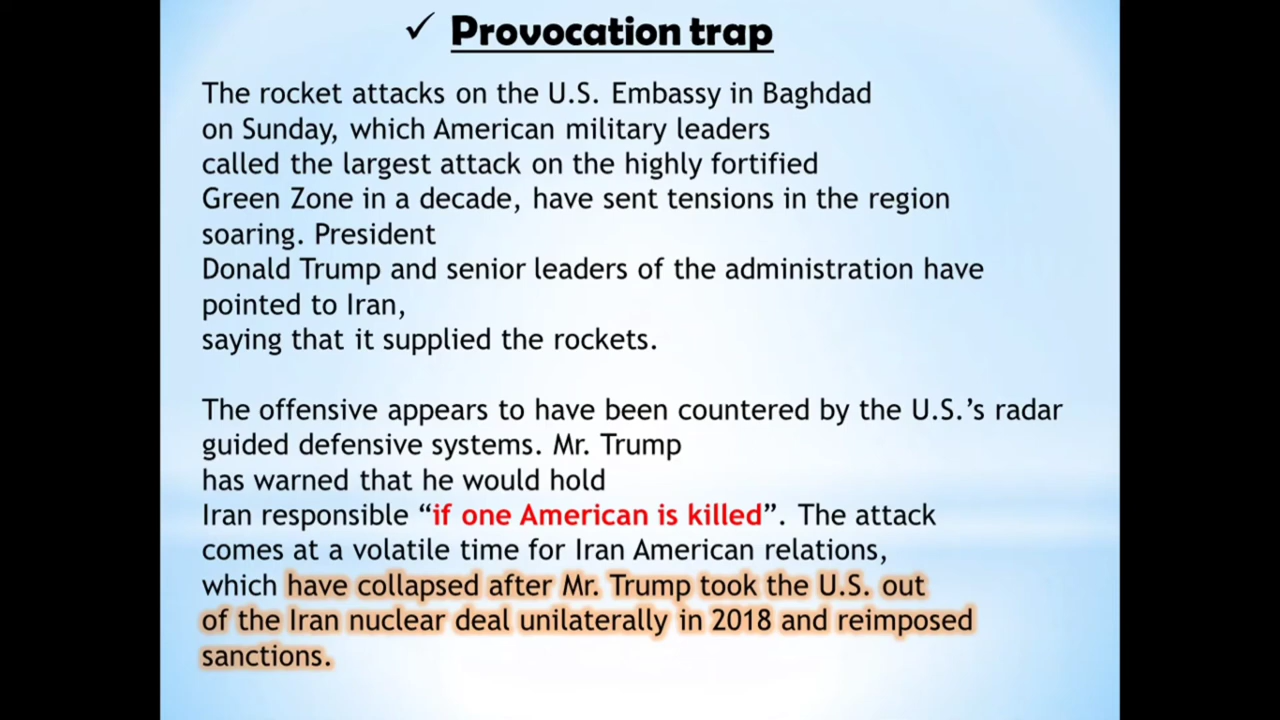 ✓ Provocation trap
The rocket attacks on the U.S. Embassy in Baghdad
on Sunday, which American military leaders
called the largest attack on the highly fortified
Green Zone in a decade, have sent tensions in the region
soaring. President
Donald Trump and senior leaders of the administration have
pointed to Iran,
saying that it supplied the rockets.
The offensive appears to have been countered by the U.S.’s radar
guided defensive systems. Mr. Trump
has warned that he would hold
Iran responsible “if one American is killed”. The attack
comes at a volatile time for Iran American relations,
which have collapsed after Mr. Trump took the U.S. out
of the Iran nuclear deal unilaterally in 2018 and reimposed
sanctions.